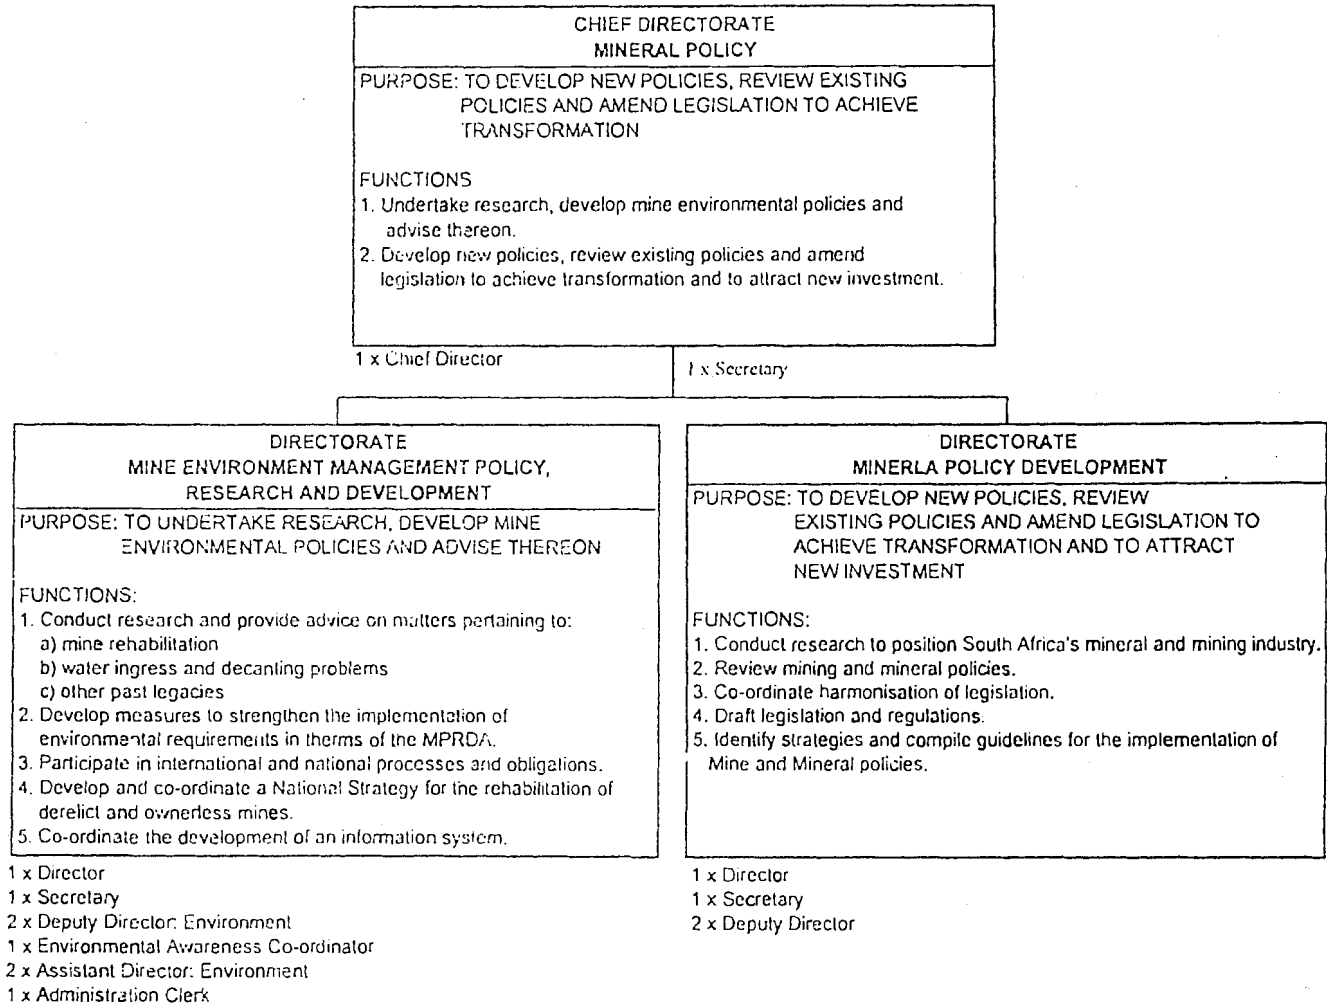 CHIEF DIRECTORATE
MINERAL POLICY
PURPOSE: TO DEVELOP NEW POLICIES, REVIEW EXISTING
POLICIES AND AMEND LEGISLATION TO ACHIEVE
TRANSFORMATION
FUNCTIONS
1. Undertake research, develop mine environmental policies and
advise thereon.
2. Develop new policies, review existing policies and amend
legislation to achieve transformation and to attract new investment.
1 x Chief Director
1 x Secretary
DIRECTORATE
MINE ENVIRONMENT MANAGEMENT POLICY,
RESEARCH AND DEVELOPMENT
PURPOSE: TO UNDERTAKE RESEARCH, DEVELOP MINE
ENVIRONMENTAL POLICIES AND ADVISE THEREON
FUNCTIONS:
1. Conduct research and provide advice on matters pertaining to:
a) mine rehabilitation
b) water ingress and decanting problems
c) other past legacies
2. Develop measures to strengthen the implementation of
environmental requirements in therms of the MPRDA.
3. Participate in international and national processes and obligations.
4. Develop and co-ordinate a National Strategy for the rehabilitation of
derelict and ownerless mines.
5. Co-ordinate the development of an information system.
1 x Director
1 x Secretary
2 x Deputy Director: Environment
1 x Environmental Awareness Co-ordinator
2 x Assistant Director: Environment
1 x Administration Clerk
DIRECTORATE
MINERLA POLICY DEVELOPMENT
PURPOSE: TO DEVELOP NEW POLICIES, REVIEW
EXISTING POLICIES AND AMEND LEGISLATION TO
ACHIEVE TRANSFORMATION AND TO ATTRACT
NEW INVESTMENT
FUNCTIONS:
1. Conduct research to position South Africa's mineral and mining industry.
2. Review mining and mineral policies.
3. Co-ordinate harmonisation of legislation.
4. Draft legislation and regulations.
5. Identify strategies and compile guidelines for the implementation of
Mine and Mineral policies.
1 x Director
1 x Secretary
2 x Deputy Director